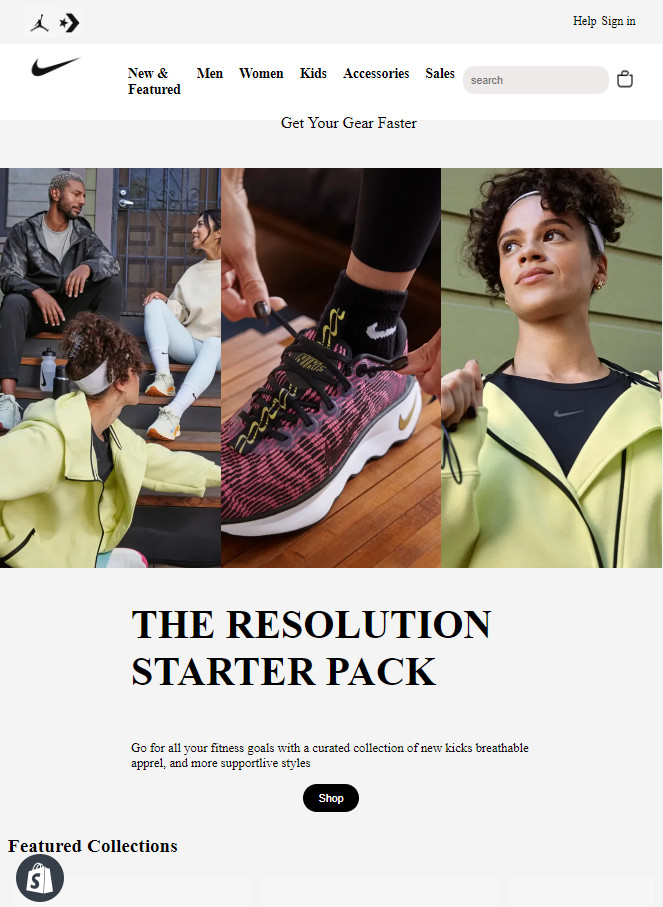 Help Sign in
New & Featured
Men
Women
Kids
Accessories
Sales
search
Get Your Gear Faster
THE RESOLUTION
STARTER PACK
Go for all your fitness goals with a curated collection of new kicks breathable
apprel, and more supportlive styles
Shop
Featured Collections